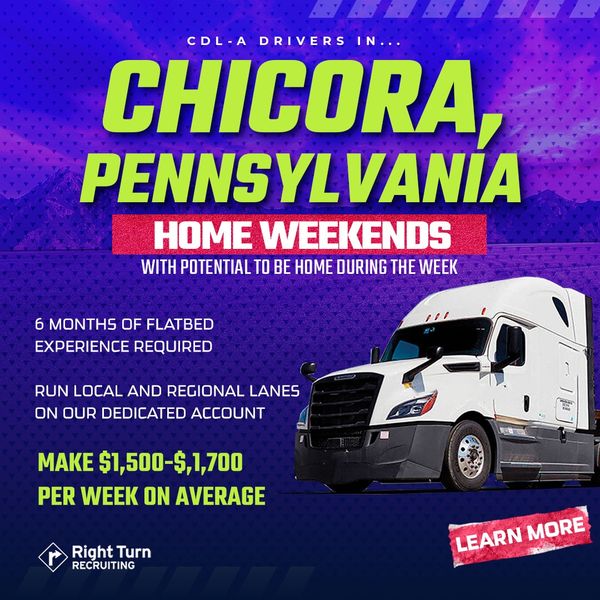 CDL-A DRIVERS IN...
CHICORA,
PENNSYLVANIA
HOME WEEKENDS
WITH POTENTIAL TO BE HOME DURING THE WEEK
6 MONTHS OF FLATBED
EXPERIENCE REQUIRED
RUN LOCAL AND REGIONAL LANES
ON OUR DEDICATED ACCOUNT
MAKE $1,500-$,1,700
PER WEEK ON AVERAGE
LEARN MORE
Right Turn
RECRUITING